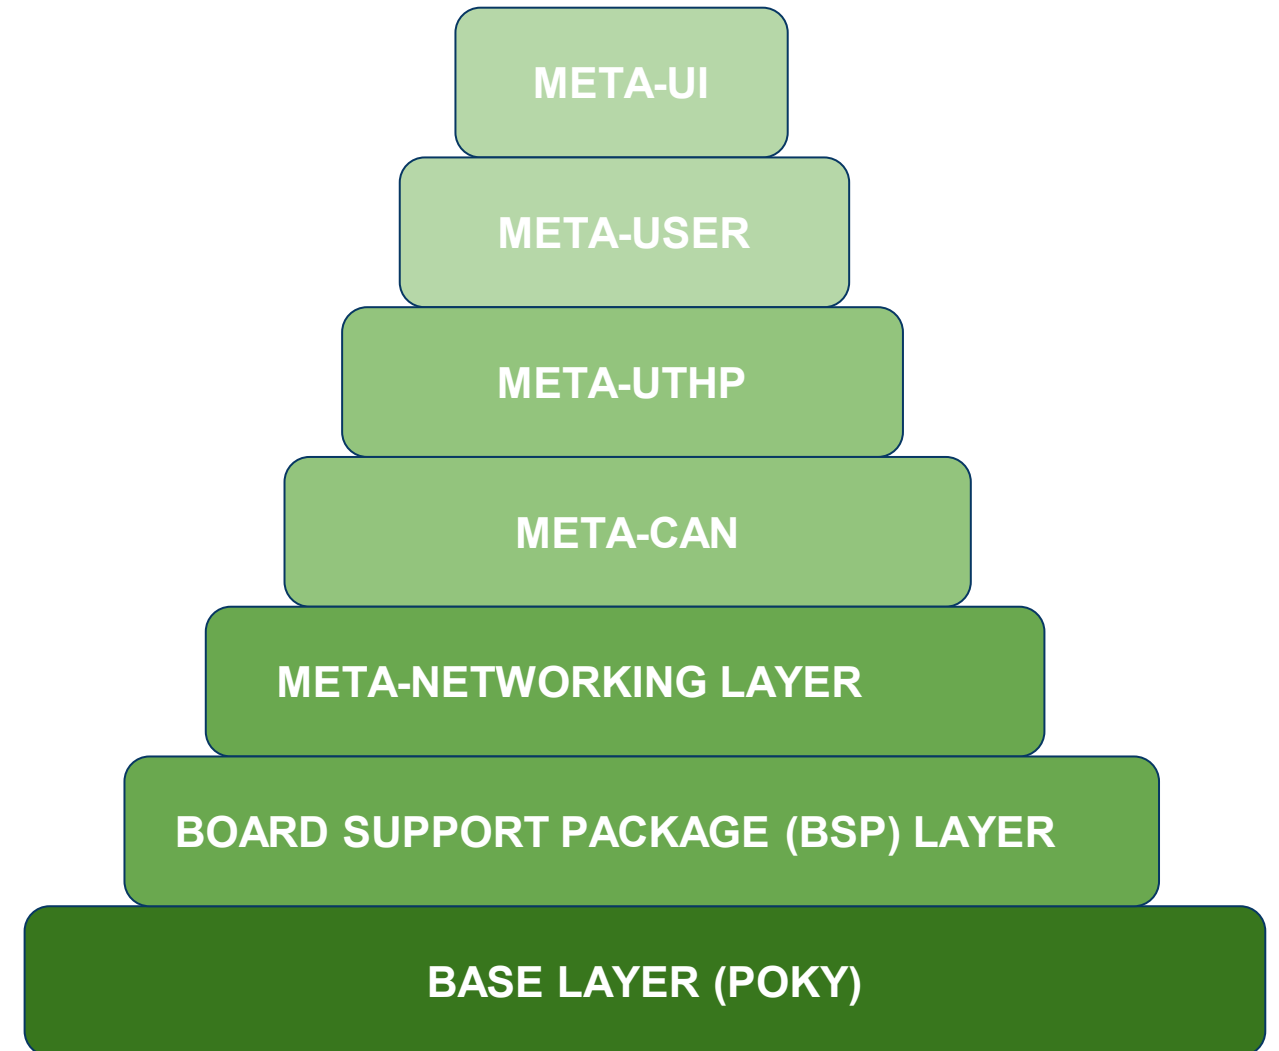 META-UI
META-USER
META-UTHP
META-CAN
META-NETWORKING LAYER
BOARD SUPPORT PACKAGE (BSP) LAYER
BASE LAYER (POKY)